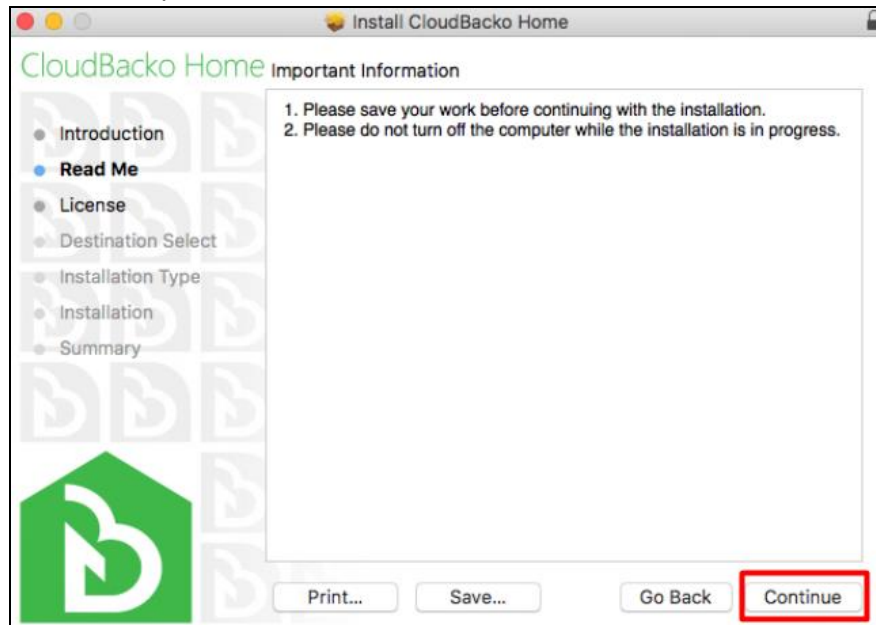 Install CloudBacko Home
CloudBacko Home
Important Information
Introduction
Read Me
License
Destination Select
Installation Type
Installation
Summary
1. Please save your work before continuing with the installation.
2. Please do not turn off the computer while the installation is in progress.
Print...
Save...
Go Back
Continue